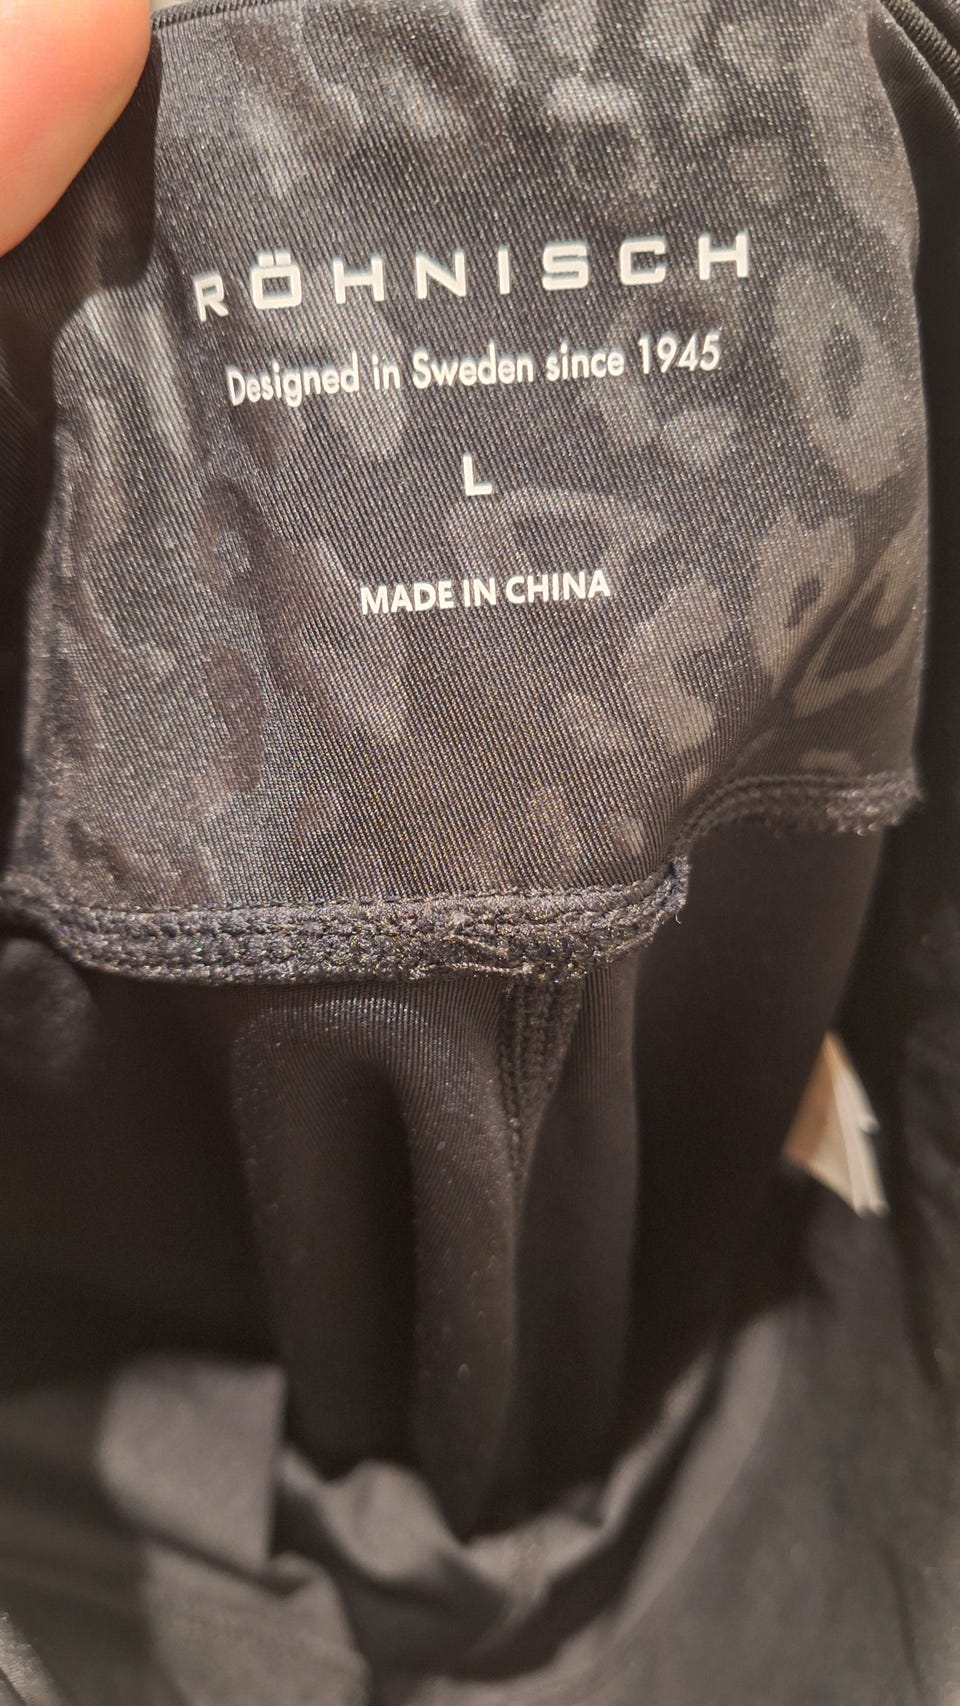 RÖHNISCH
Designed in Sweden since 1945
L
MADE IN CHINA